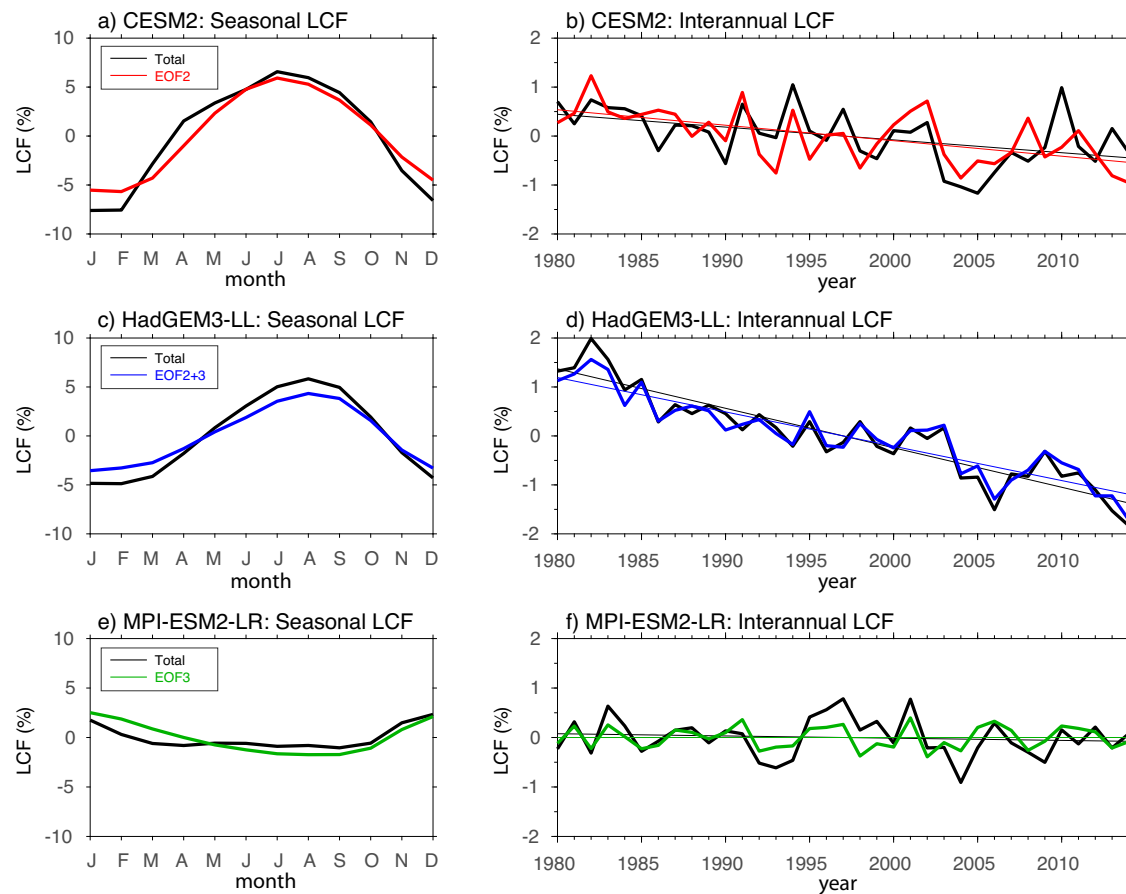 a) CESM2: Seasonal LCF
10
5
0
-5
-10
LCF (%)
Total
EOF2
J F M A M J J A S O N D
month
b) CESM2: Interannual LCF
2
1
0
-1
-2
LCF (%)
1980 1985 1990 1995 2000 2005 2010
year
c) HadGEM3-LL: Seasonal LCF
10
5
0
-5
-10
LCF (%)
Total
EOF2+3
J F M A M J J A S O N D
month
d) HadGEM3-LL: Interannual LCF
2
1
0
-1
-2
LCF (%)
1980 1985 1990 1995 2000 2005 2010
year
e) MPI-ESM2-LR: Seasonal LCF
10
5
0
-5
-10
LCF (%)
Total
EOF3
J F M A M J J A S O N D
month
f) MPI-ESM2-LR: Interannual LCF
2
1
0
-1
-2
LCF (%)
1980 1985 1990 1995 2000 2005 2010
year